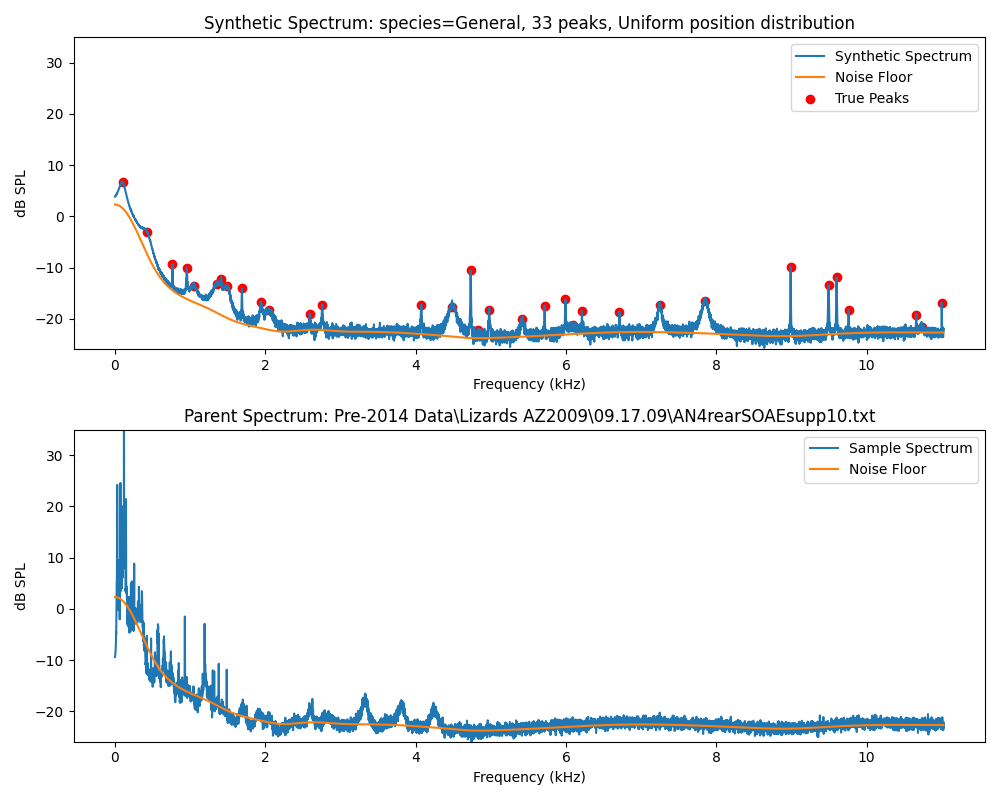 Synthetic Spectrum: species=General, 33 peaks, Uniform position distribution
30
20
10
0
−10
−20
dB SPL
Synthetic Spectrum
Noise Floor
True Peaks
0 2 4 6 8 10
Frequency (kHz)
Parent Spectrum: Pre-2014 Data\Lizards AZ2009\09.17.09\AN4rearSOAEsupp10.txt
30
20
10
0
−10
−20
dB SPL
Sample Spectrum
Noise Floor
0 2 4 6 8 10
Frequency (kHz)